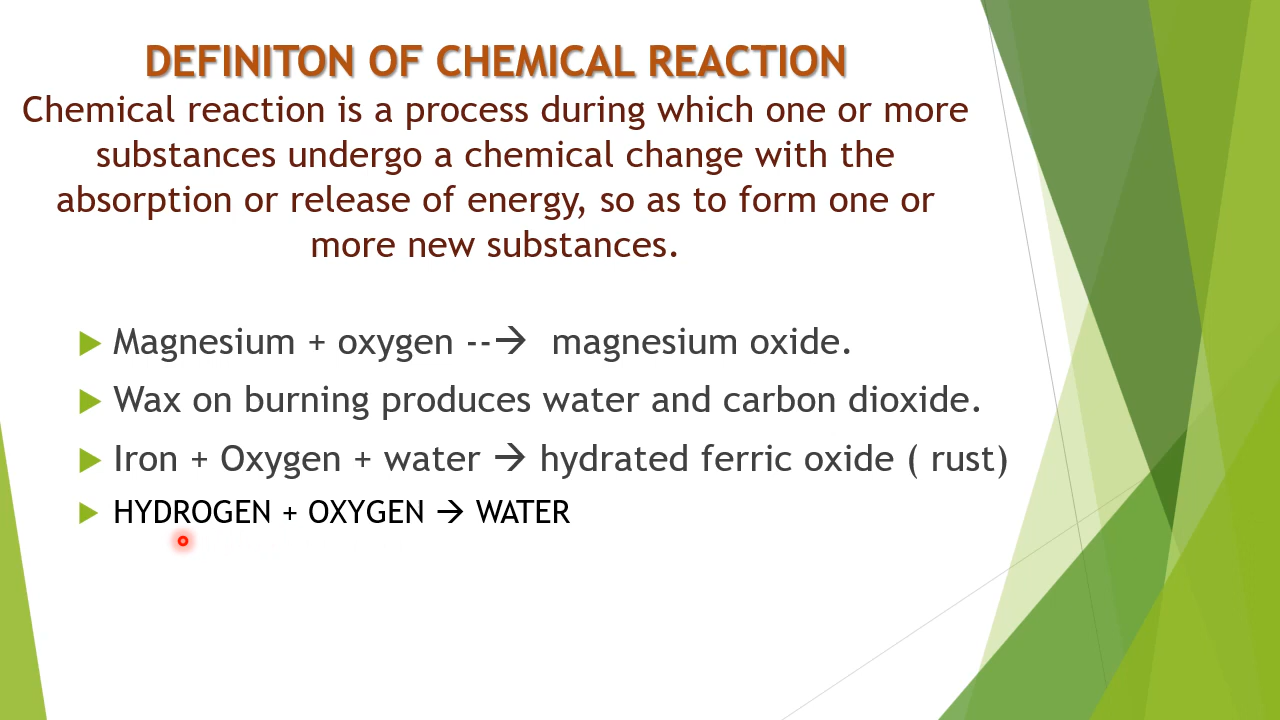 DEFINITON OF CHEMICAL REACTION
Chemical reaction is a process during which one or more
substances undergo a chemical change with the
absorption or release of energy, so as to form one or
more new substances.
Magnesium + oxygen --→ magnesium oxide.
Wax on burning produces water and carbon dioxide.
Iron + Oxygen + water → hydrated ferric oxide ( rust)
HYDROGEN + OXYGEN → WATER